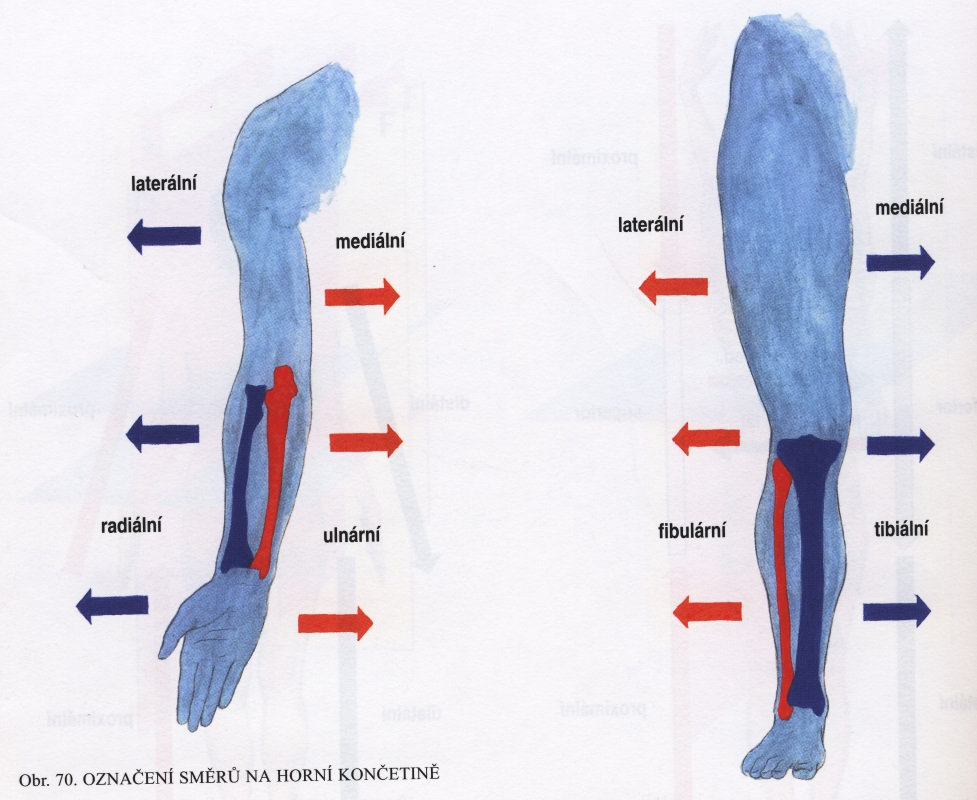 laterální
mediální
radiální
ulnární
laterální
mediální
fibulární
tibiální
Obr. 70. OZNAČENÍ SMĚRŮ NA HORNÍ KONČETINĚ